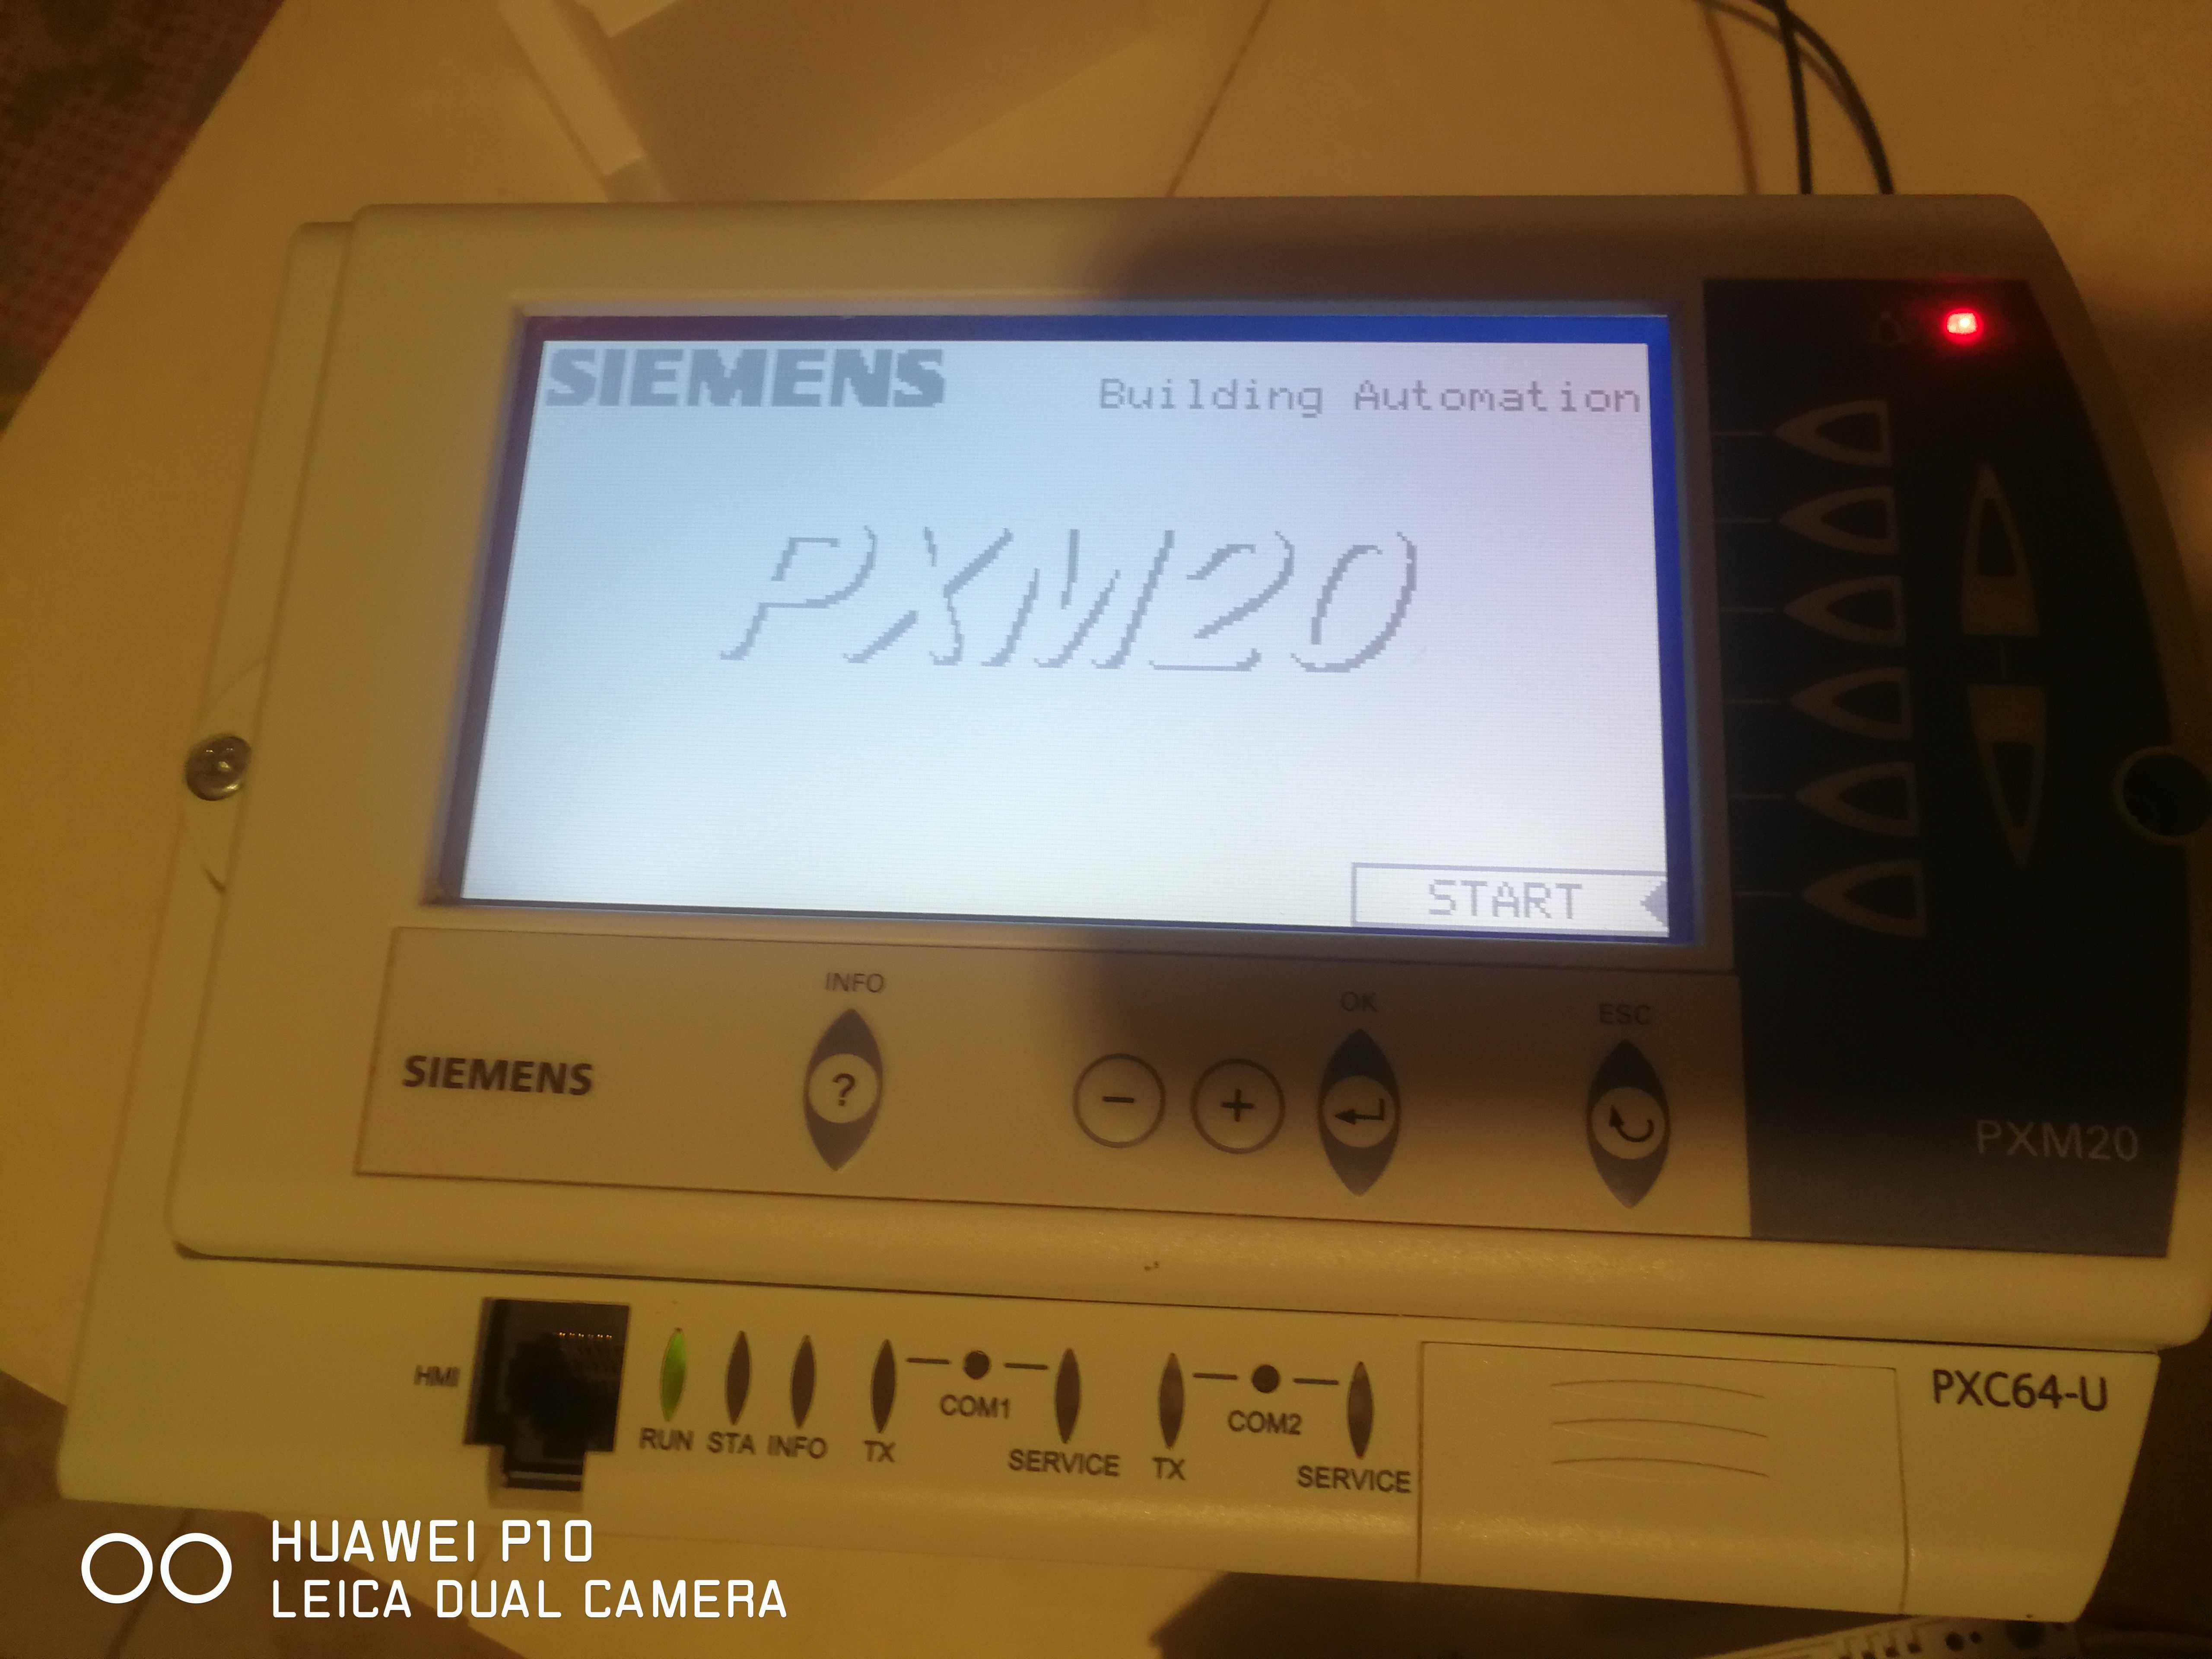 SIEMENS
Building Automation
PXM20
START
INFO
OK
ESC
SIEMENS
?
− +
PXM20
HMI
RUN STA INFO TX COM1 SERVICE TX COM2 SERVICE
PXC64-U
HUAWEI P10
LEICA DUAL CAMERA